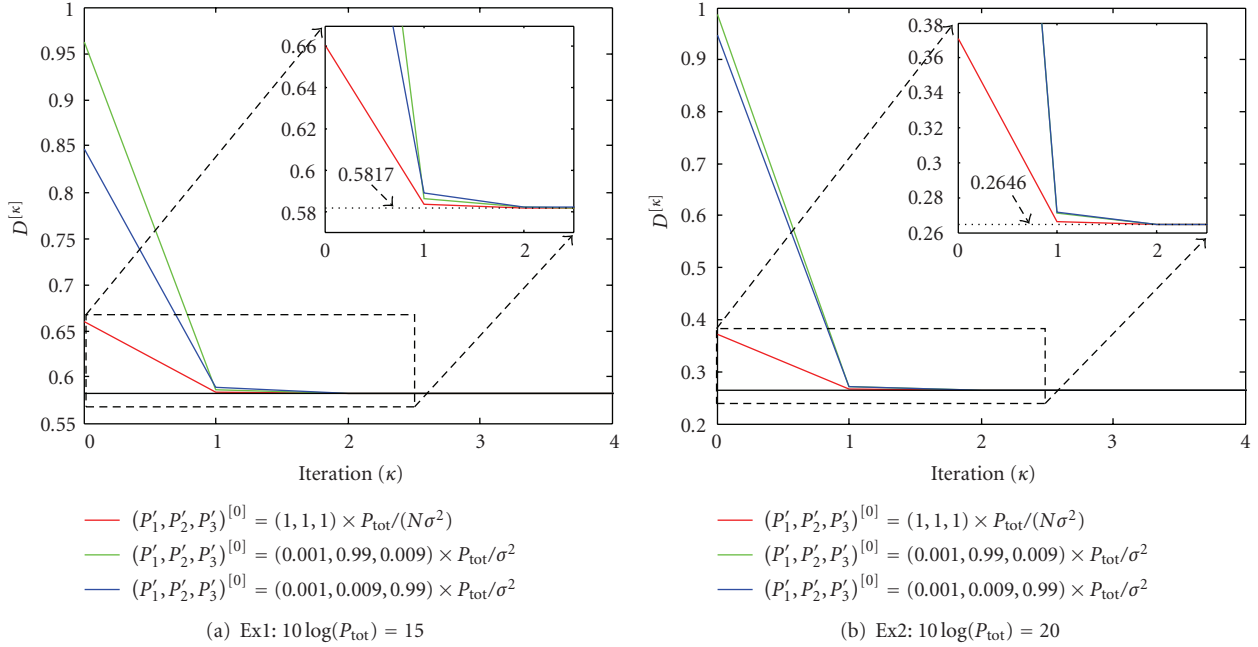 1
0.95
0.9
0.85
0.8
0.75
0.7
0.65
0.6
0.55
D^{[κ]}
0 1 2 3 4
Iteration (κ)
0.66
0.64
0.62
0.6
0.58
0.5817
0 1 2
(P′₁, P′₂, P′₃)^{[0]} = (1, 1, 1) × P_tot/(Nσ²)
(P′₁, P′₂, P′₃)^{[0]} = (0.001, 0.99, 0.009) × P_tot/σ²
(P′₁, P′₂, P′₃)^{[0]} = (0.001, 0.009, 0.99) × P_tot/σ²
(a) Ex1: 10 log(P_tot) = 15
1
0.9
0.8
0.7
0.6
0.5
0.4
0.3
0.2
D^{[κ]}
0 1 2 3 4
Iteration (κ)
0.38
0.36
0.34
0.32
0.3
0.28
0.26
0.2646
0 1 2
(P′₁, P′₂, P′₃)^{[0]} = (1, 1, 1) × P_tot/(Nσ²)
(P′₁, P′₂, P′₃)^{[0]} = (0.001, 0.99, 0.009) × P_tot/σ²
(P′₁, P′₂, P′₃)^{[0]} = (0.001, 0.009, 0.99) × P_tot/σ²
(b) Ex2: 10 log(P_tot) = 20